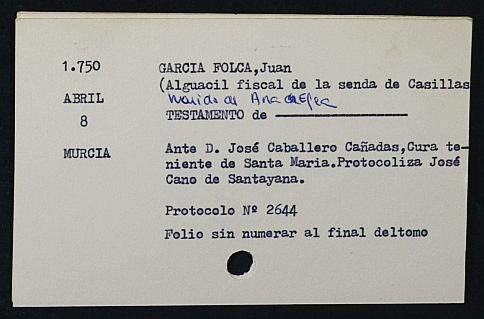 1.750
GARCIA FOLCA,Juan
(Alguacil fiscal de la senda de Casillas
ABRIL
marido de Ana de
8
TESTAMENTO de
MURCIA
Ante D. José Caballero Cañadas,Cura te-
niente de Santa Maria.Protocoliza José
Cano de Santayana.
Protocolo Nº 2644
Folio sin numerar al final deltomo